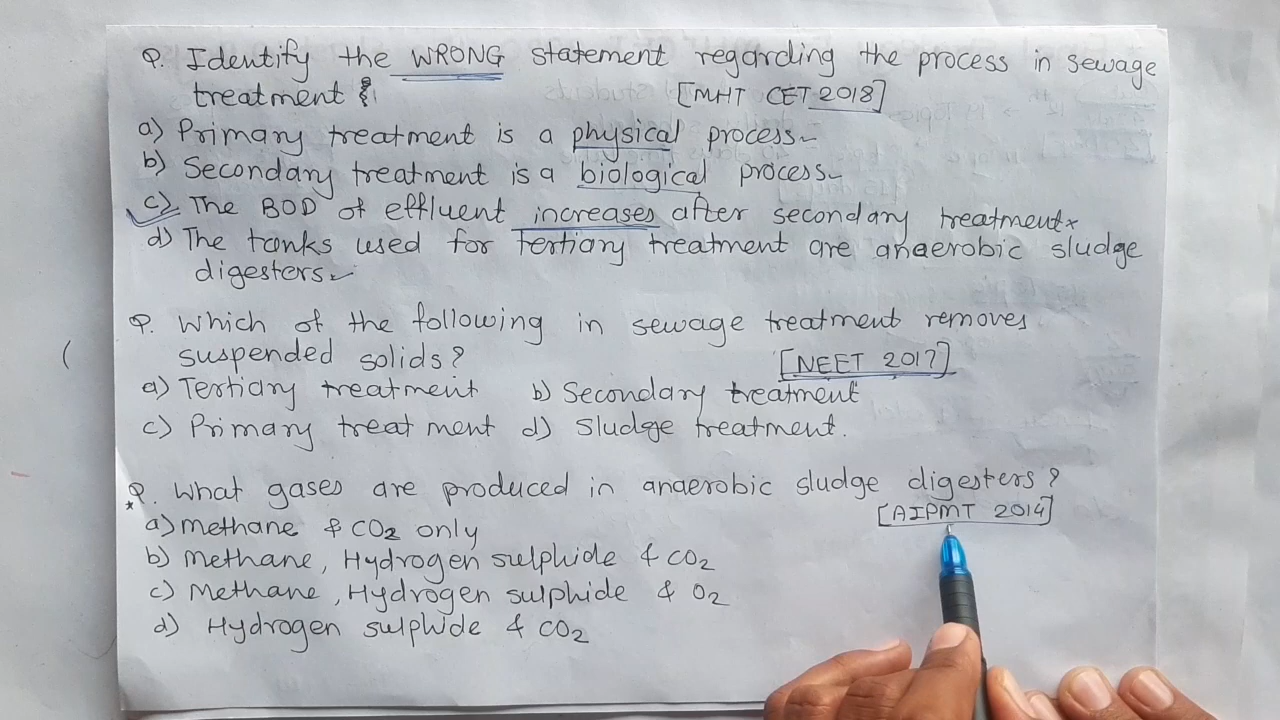 Q. Identify the WRONG statement regarding the process in sewage
treatment :
[MHT CET 2018]
a) Primary treatment is a physical process
b) Secondary treatment is a biological process
c) The BOD of effluent increases after secondary treatment
d) The tanks used for tertiary treatment are anaerobic sludge
digesters
Q. Which of the following in sewage treatment removes
suspended solids?
[NEET 2017]
a) Tertiary treatment b) Secondary treatment
c) Primary treatment d) Sludge treatment.
Q. What gases are produced in anaerobic sludge digesters?
[AIPMT 2014]
a) Methane & CO2 only
b) Methane, Hydrogen sulphide & CO2
c) Methane, Hydrogen sulphide & O2
d) Hydrogen sulphide & CO2